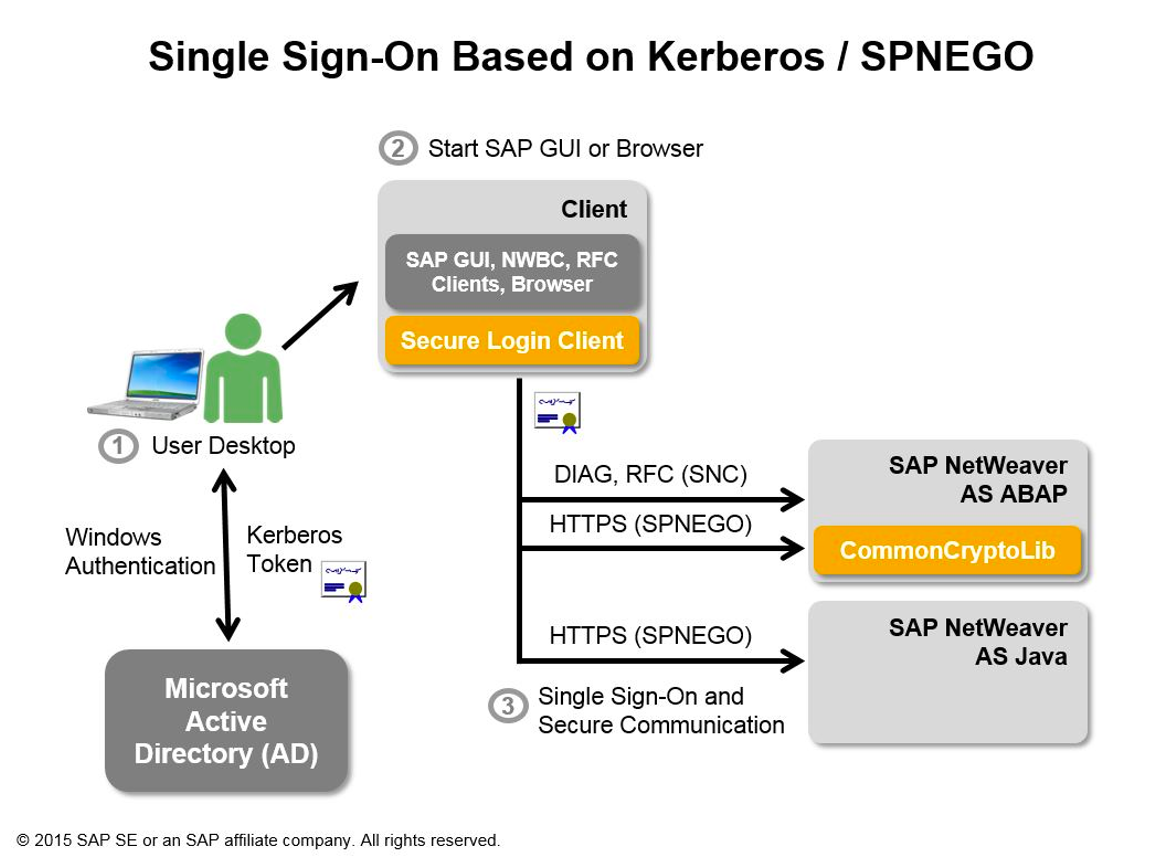 Single Sign-On Based on Kerberos / SPNEGO
2 Start SAP GUI or Browser
Client
SAP GUI, NWBC, RFC
Clients, Browser
Secure Login Client
1 User Desktop
Windows
Authentication
Kerberos
Token
Microsoft
Active
Directory (AD)
DIAG, RFC (SNC)
HTTPS (SPNEGO)
SAP NetWeaver
AS ABAP
CommonCryptoLib
HTTPS (SPNEGO)
SAP NetWeaver
AS Java
3 Single Sign-On and
Secure Communication
© 2015 SAP SE or an SAP affiliate company. All rights reserved.